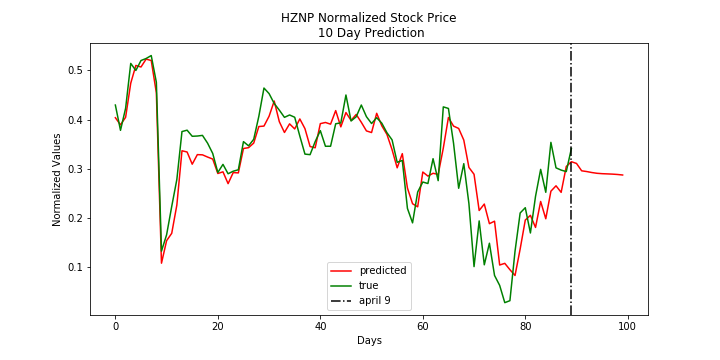 HZNP Normalized Stock Price
10 Day Prediction
Normalized Values
0.5
0.4
0.3
0.2
0.1
predicted
true
april 9
0 20 40 60 80 100
Days